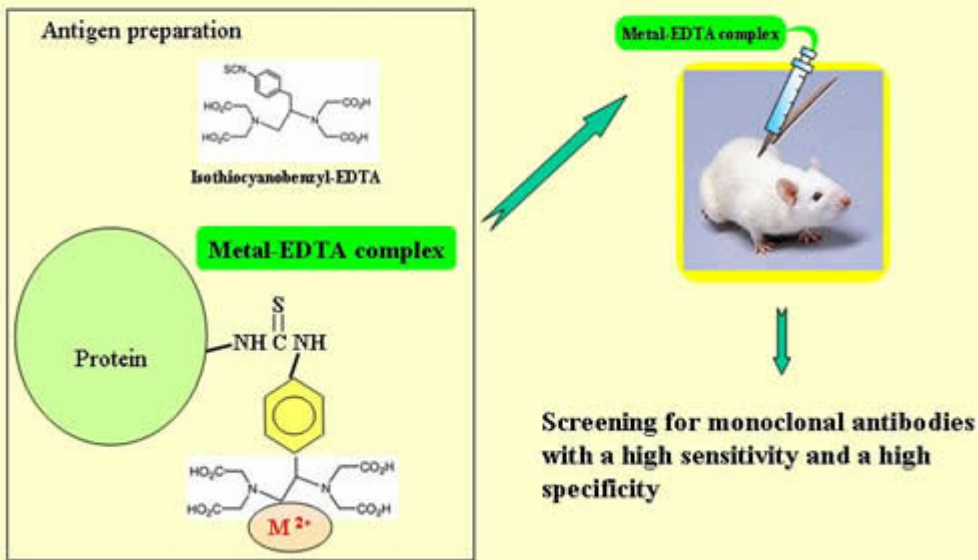 Antigen preparation
SCN
HO₂C
CO₂H
N
N
HO₂C
CO₂H
Isothiocyanobenzyl-EDTA
Metal-EDTA complex
Protein
S
NH C NH
HO₂C
CO₂H
N
N
HO₂C
CO₂H
M²⁺
Metal-EDTA complex
Screening for monoclonal antibodies
with a high sensitivity and a high
specificity